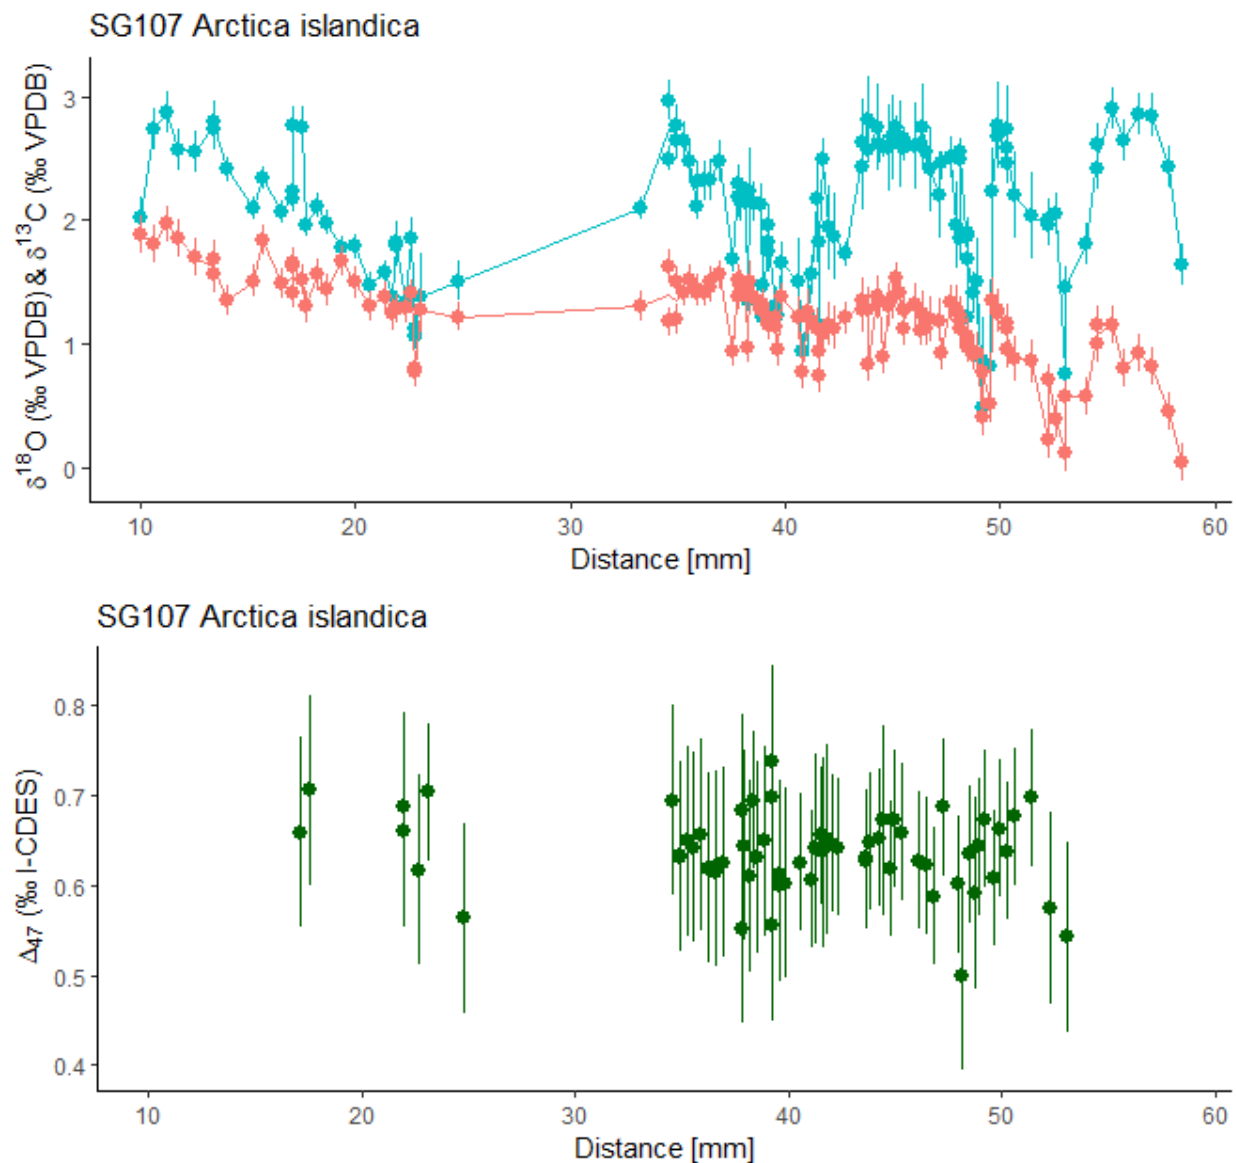 SG107 Arctica islandica
δ¹⁸O (‰ VPDB) & δ¹³C (‰ VPDB)
3
2
1
0
10 20 30 40 50 60
Distance [mm]
SG107 Arctica islandica
Δ₄₇ (‰ I-CDES)
0.8
0.7
0.6
0.5
0.4
10 20 30 40 50 60
Distance [mm]